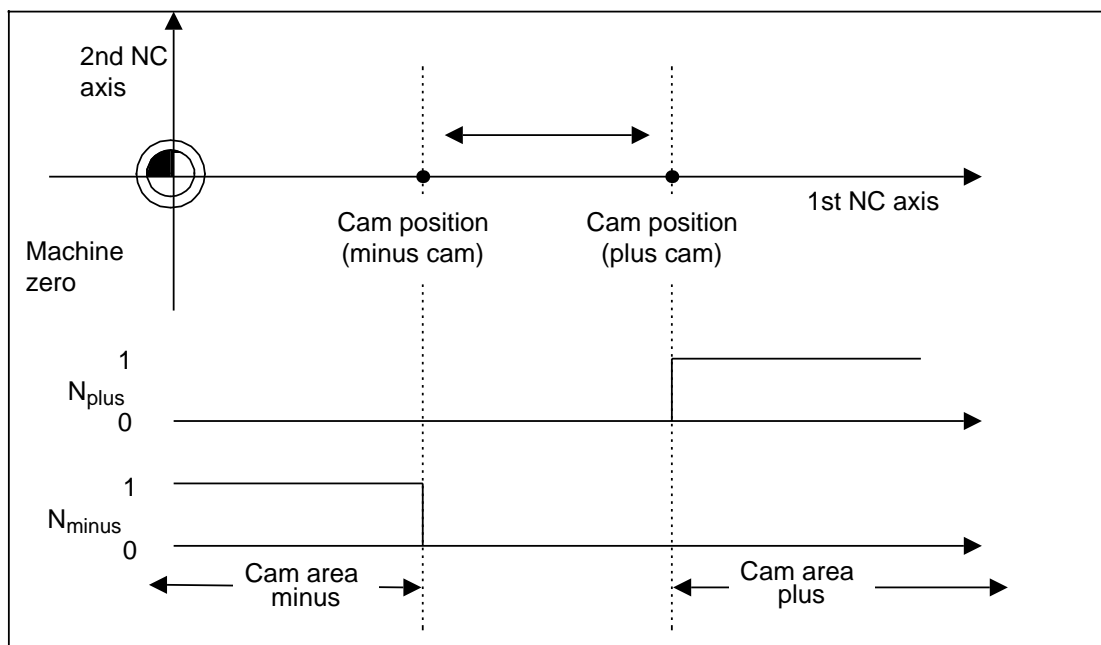 2nd NC
axis
1st NC axis
Machine
zero
Cam position
(minus cam)
Cam position
(plus cam)
1
Nplus
0
1
Nminus
0
Cam area
minus
Cam area
plus